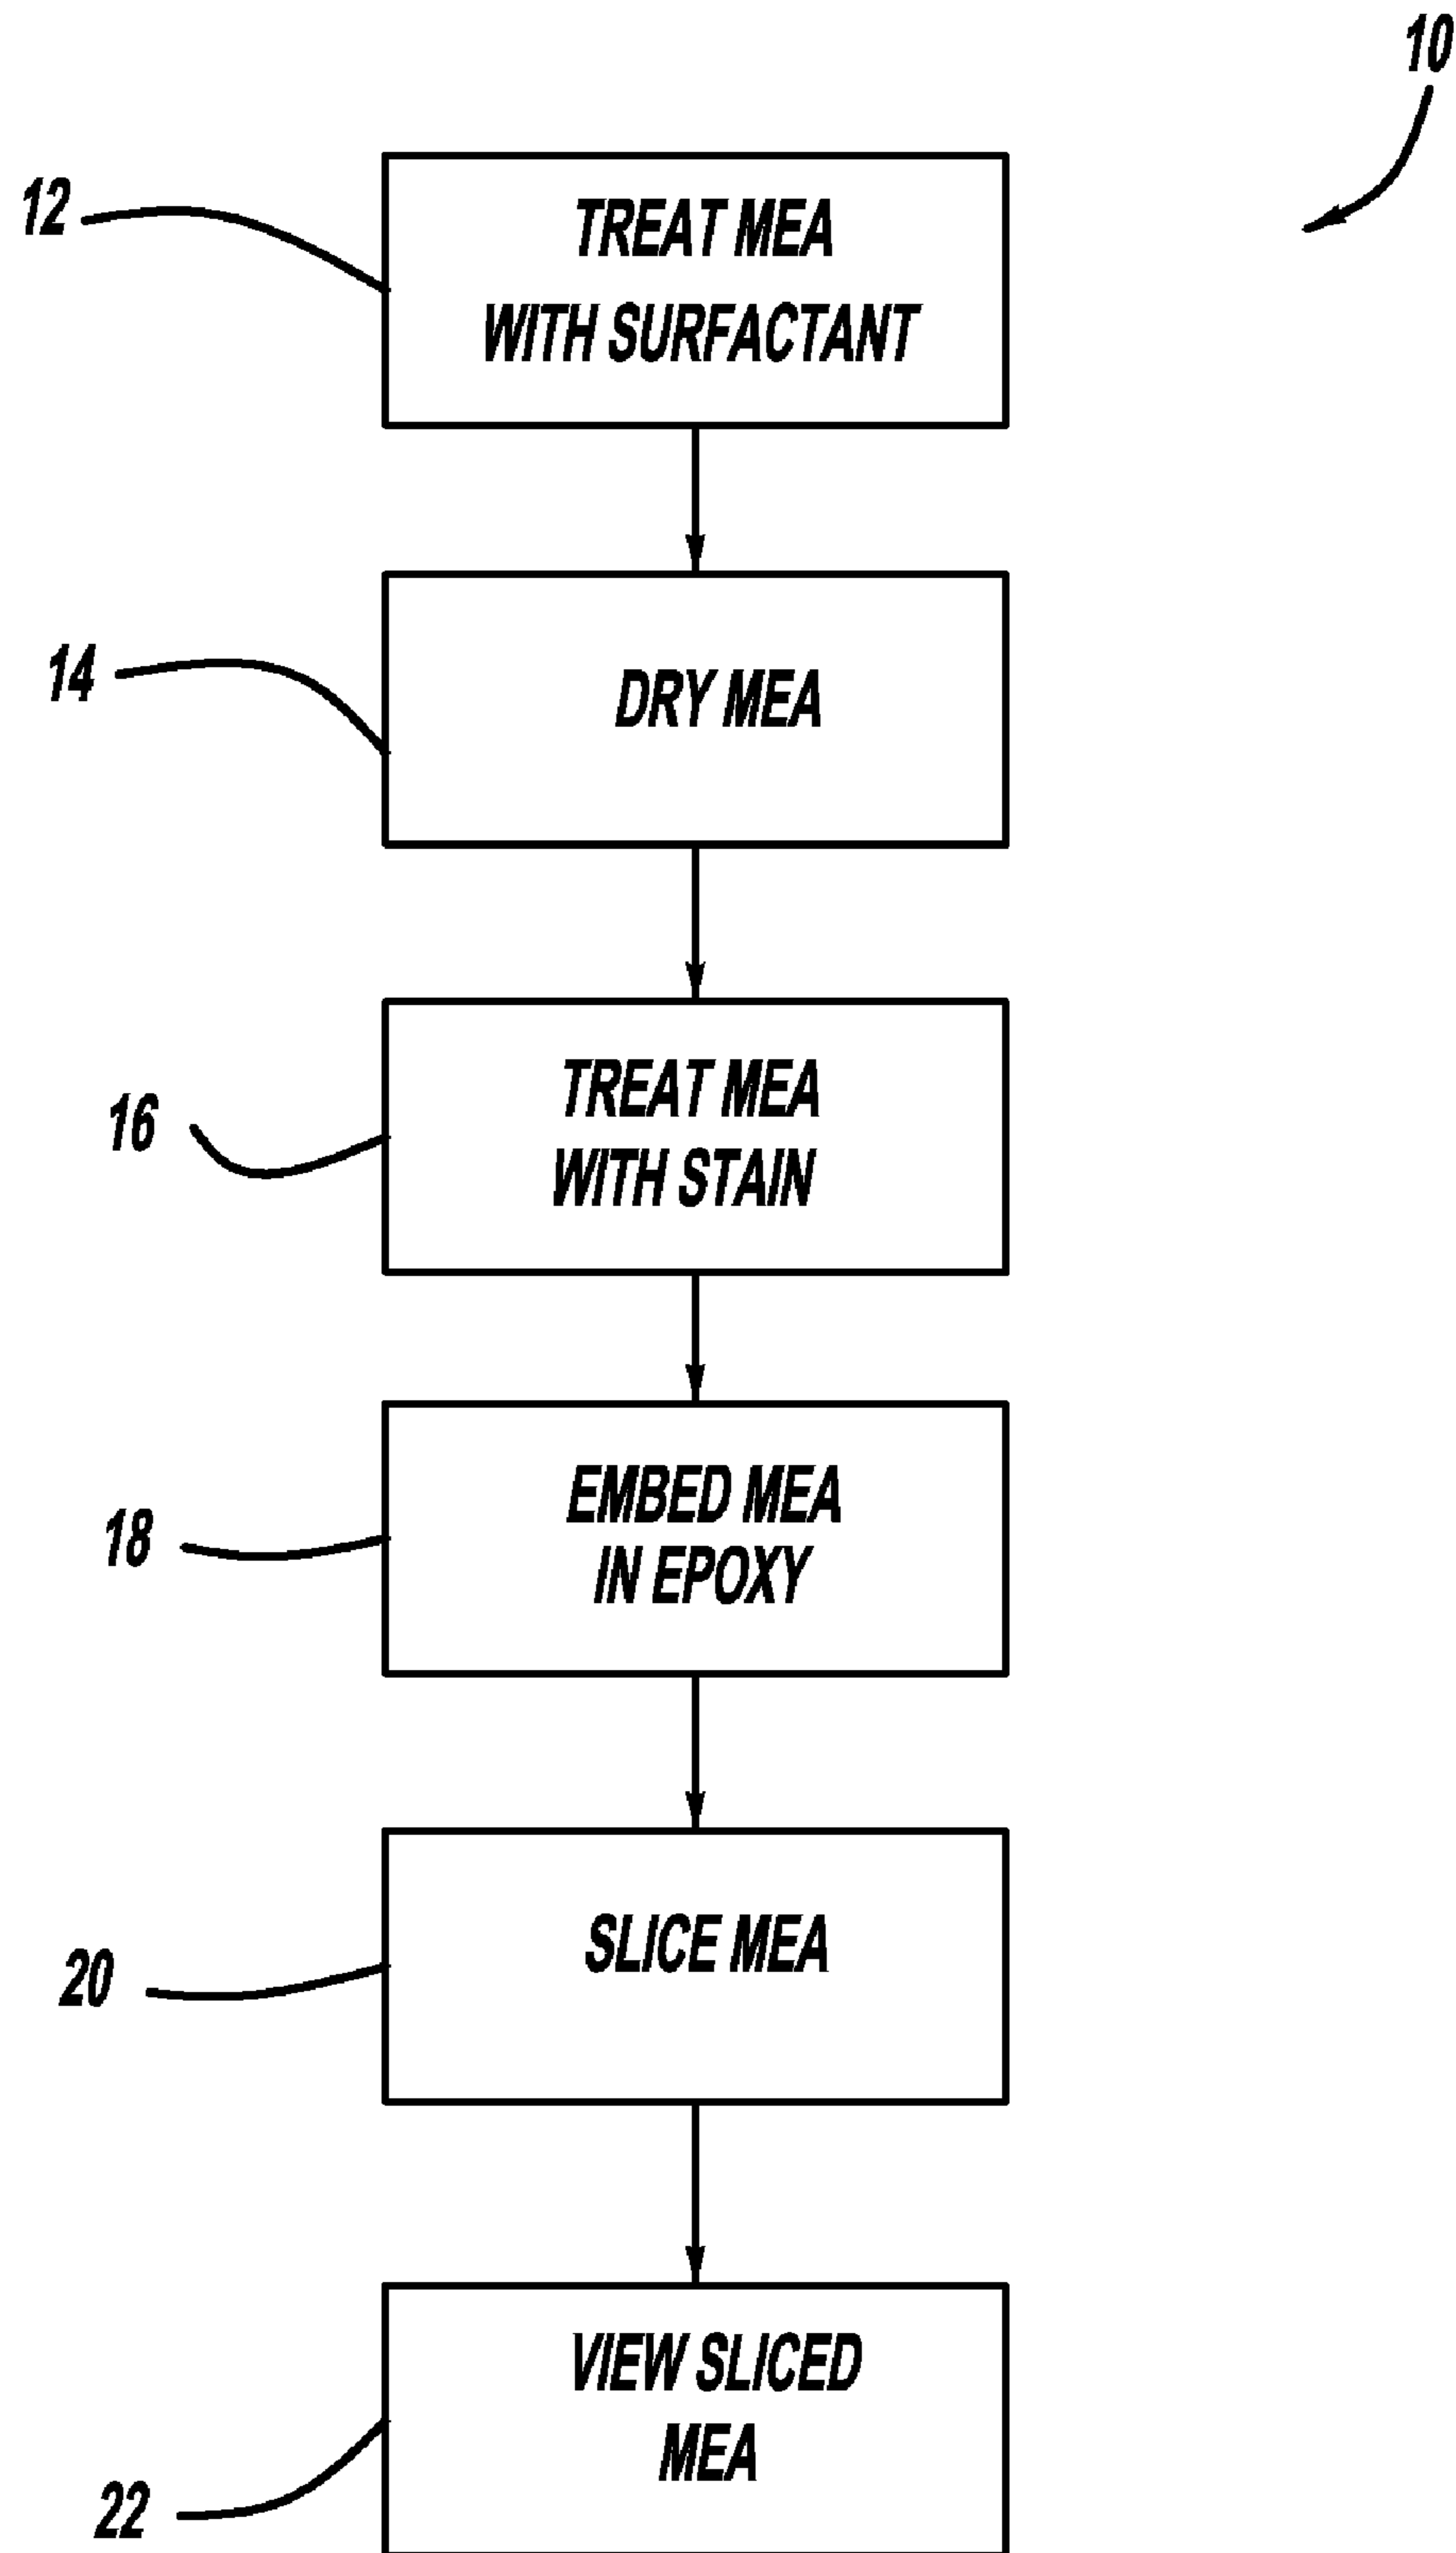 10
12
TREAT MEA
WITH SURFACTANT
14
DRY MEA
16
TREAT MEA
WITH STAIN
18
EMBED MEA
IN EPOXY
20
SLICE MEA
22
VIEW SLICED
MEA